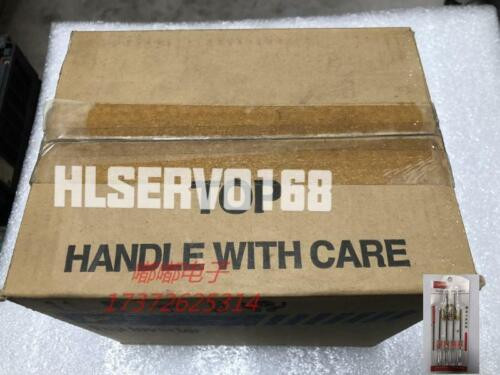 HLSERVO168
TOP
HANDLE WITH CARE
嘟嘟电子
17372625314